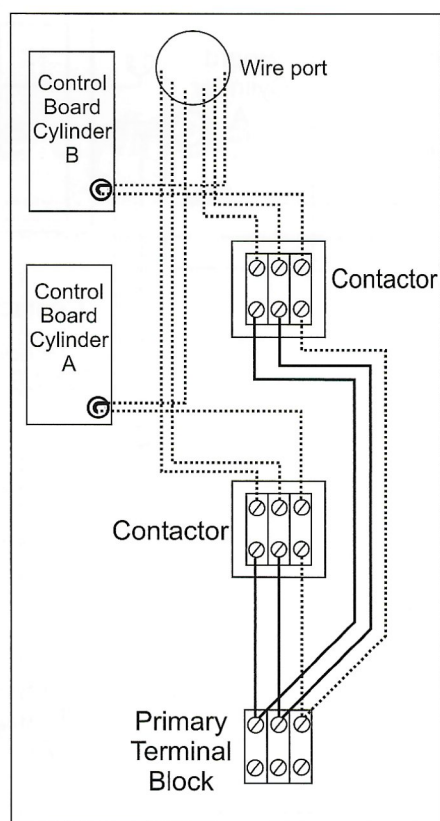 Wire port
Control
Board
Cylinder
B
Contactor
Control
Board
Cylinder
A
Contactor
Primary
Terminal
Block